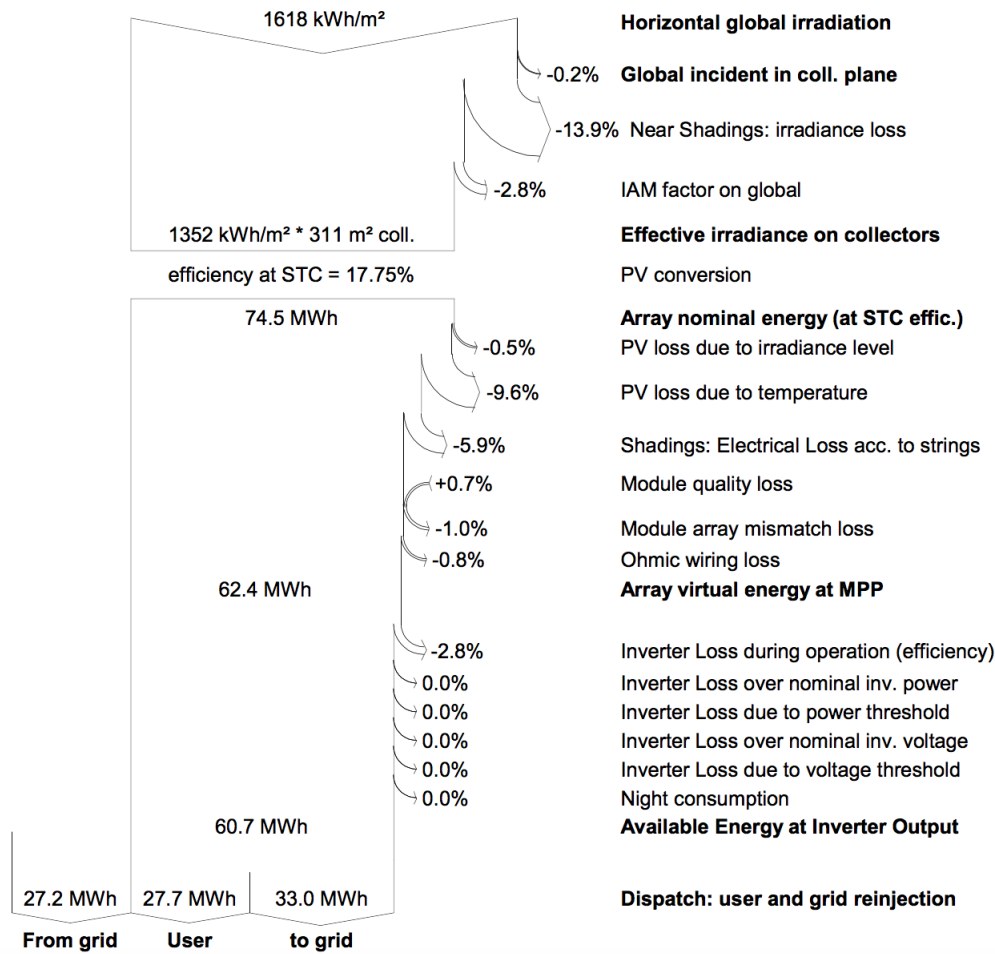 1618 kWh/m² Horizontal global irradiation
-0.2% Global incident in coll. plane
-13.9% Near Shadings: irradiance loss
-2.8% IAM factor on global
1352 kWh/m² * 311 m² coll. Effective irradiance on collectors
efficiency at STC = 17.75% PV conversion
74.5 MWh Array nominal energy (at STC effic.)
-0.5% PV loss due to irradiance level
-9.6% PV loss due to temperature
-5.9% Shadings: Electrical Loss acc. to strings
+0.7% Module quality loss
-1.0% Module array mismatch loss
-0.8% Ohmic wiring loss
62.4 MWh Array virtual energy at MPP
-2.8% Inverter Loss during operation (efficiency)
0.0% Inverter Loss over nominal inv. power
0.0% Inverter Loss due to power threshold
0.0% Inverter Loss over nominal inv. voltage
0.0% Inverter Loss due to voltage threshold
0.0% Night consumption
60.7 MWh Available Energy at Inverter Output
27.2 MWh 27.7 MWh 33.0 MWh Dispatch: user and grid reinjection
From grid User to grid